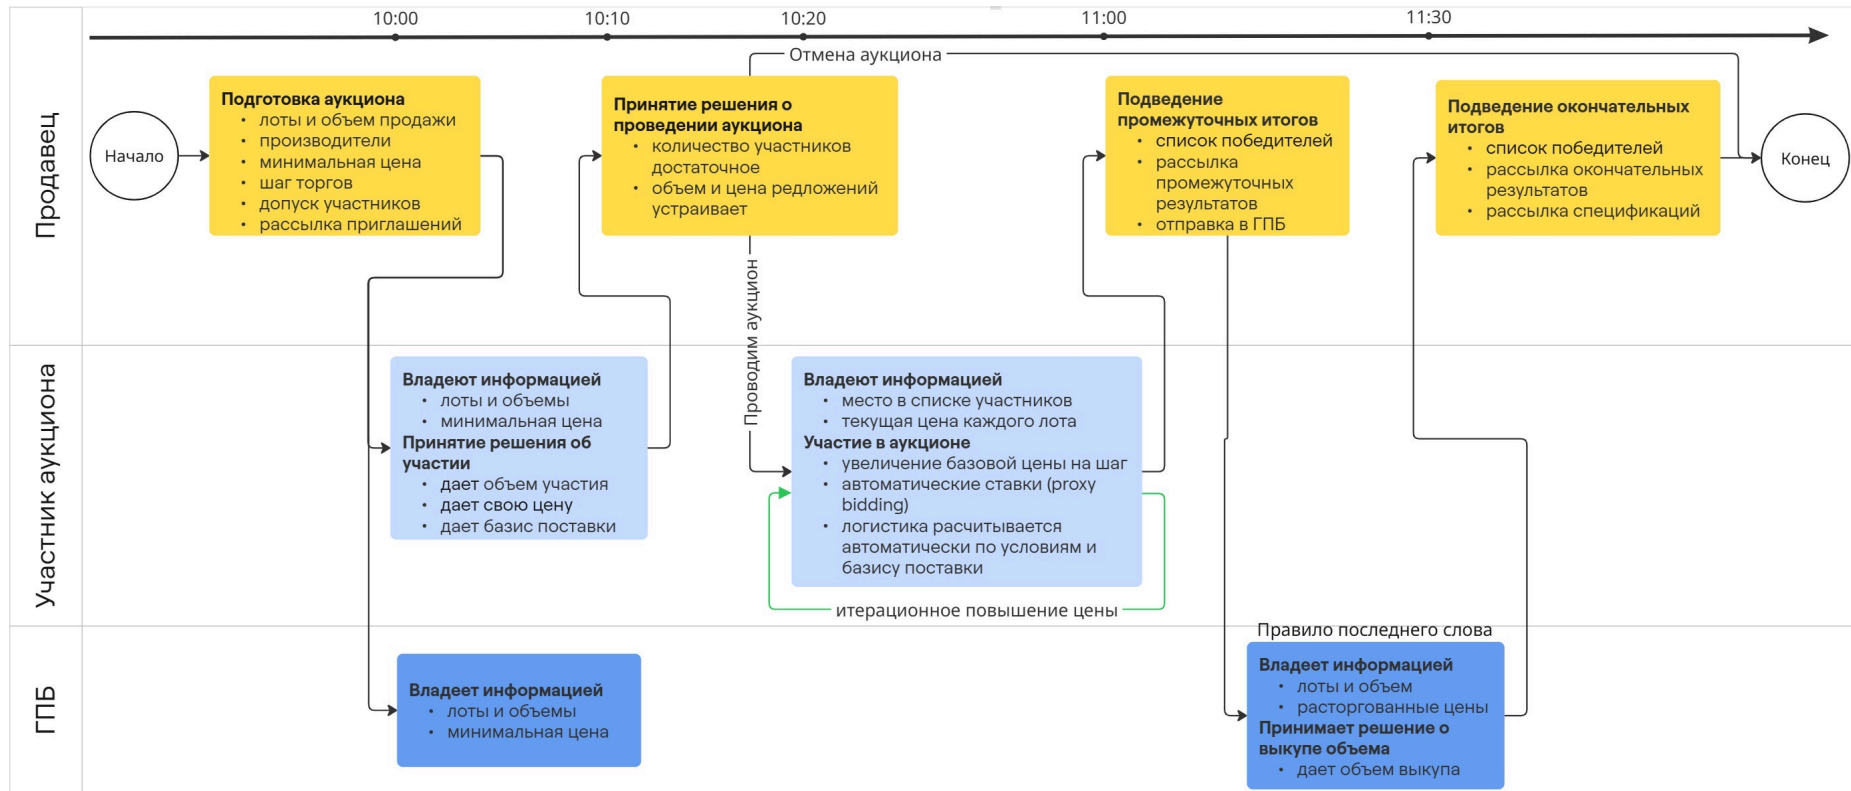 10:00
10:10
10:20
11:00
11:30
Отмена аукциона
Продавец
Начало
Подготовка аукциона
• лоты и объем продажи
• производители
• минимальная цена
• шаг торгов
• допуск участников
• рассылка приглашений
Принятие решения о
проведении аукциона
• количество участников
достаточное
• объем и цена редложений
устраивает
Подведение
промежуточных итогов
• список победителей
• рассылка
промежуточных
результатов
• отправка в ГПБ
Подведение окончательных
итогов
• список победителей
• рассылка окончательных
результатов
• рассылка спецификаций
Конец
Проводим аукцион
Участник аукциона
Владеют информацией
• лоты и объемы
• минимальная цена
Принятие решения об
участии
• дает объем участия
• дает свою цену
• дает базис поставки
Владеют информацией
• место в списке участников
• текущая цена каждого лота
Участие в аукционе
• увеличение базовой цены на шаг
• автоматические ставки (proxy
bidding)
• логистика расчитывается
автоматически по условиям и
базису поставки
итерационное повышение цены
ГПБ
Владеет информацией
• лоты и объемы
• минимальная цена
Правило последнего слова
Владеет информацией
• лоты и объем
• расторгованные цены
Принимает решение о
выкупе объема
• дает объем выкупа